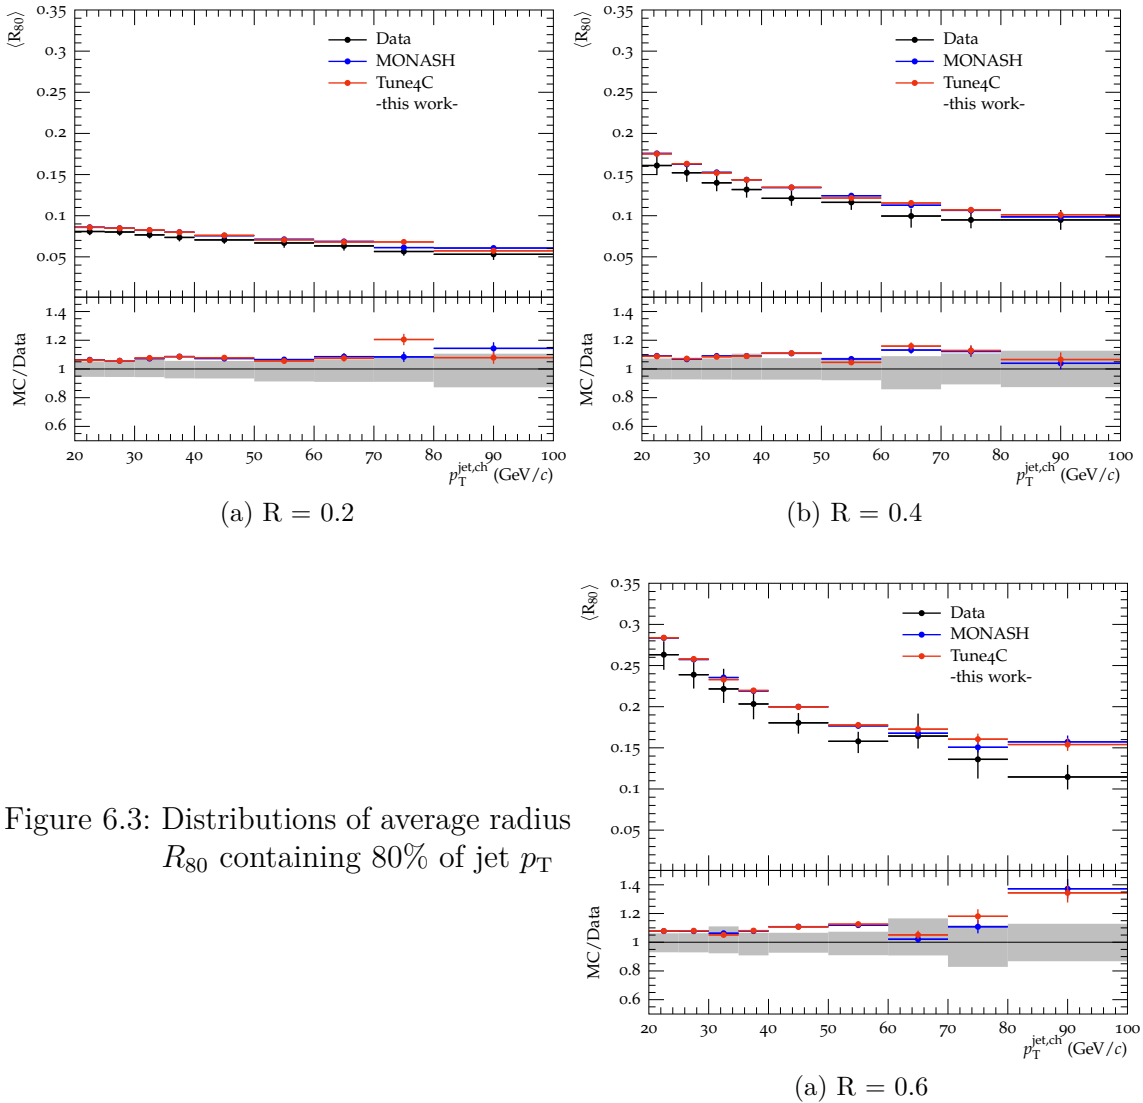 ⟨R80⟩
0.35
0.3
0.25
0.2
0.15
0.1
0.05
Data
MONASH
Tune4C
-this work-
MC/Data
1.4
1.2
1
0.8
0.6
20 30 40 50 60 70 80 90 100
pT^jet,ch (GeV/c)
(a) R = 0.2
⟨R80⟩
0.35
0.3
0.25
0.2
0.15
0.1
0.05
Data
MONASH
Tune4C
-this work-
MC/Data
1.4
1.2
1
0.8
0.6
20 30 40 50 60 70 80 90 100
pT^jet,ch (GeV/c)
(b) R = 0.4
Figure 6.3: Distributions of average radius
R80 containing 80% of jet pT
⟨R80⟩
0.35
0.3
0.25
0.2
0.15
0.1
0.05
Data
MONASH
Tune4C
-this work-
MC/Data
1.4
1.2
1
0.8
0.6
20 30 40 50 60 70 80 90 100
pT^jet,ch (GeV/c)
(a) R = 0.6